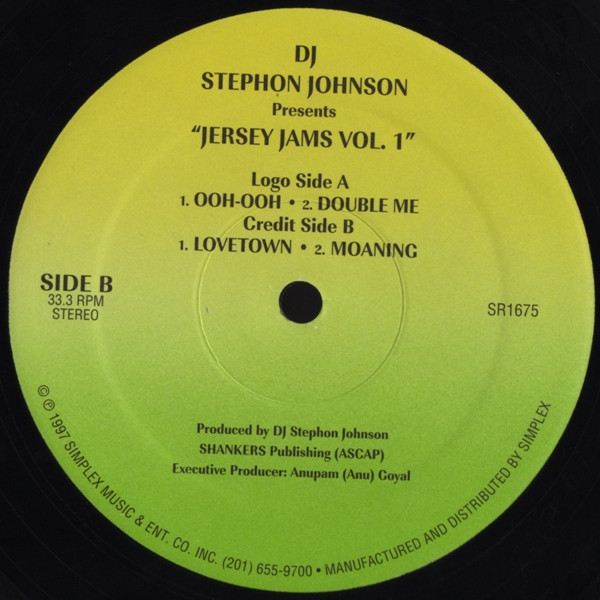 DJ
STEPHON JOHNSON
Presents
"JERSEY JAMS VOL. 1"
Logo Side A
1. OOH-OOH • 2. DOUBLE ME
Credit Side B
1. LOVETOWN • 2. MOANING
SIDE B
33.3 RPM
STEREO
SR1675
Produced by DJ Stephon Johnson
SHANKERS Publishing (ASCAP)
Executive Producer: Anupam (Anu) Goyal
© ℗ 1997 SIMPLEX MUSIC & ENT. CO. INC. (201) 655-9700 • MANUFACTURED AND DISTRIBUTED BY SIMPLEX